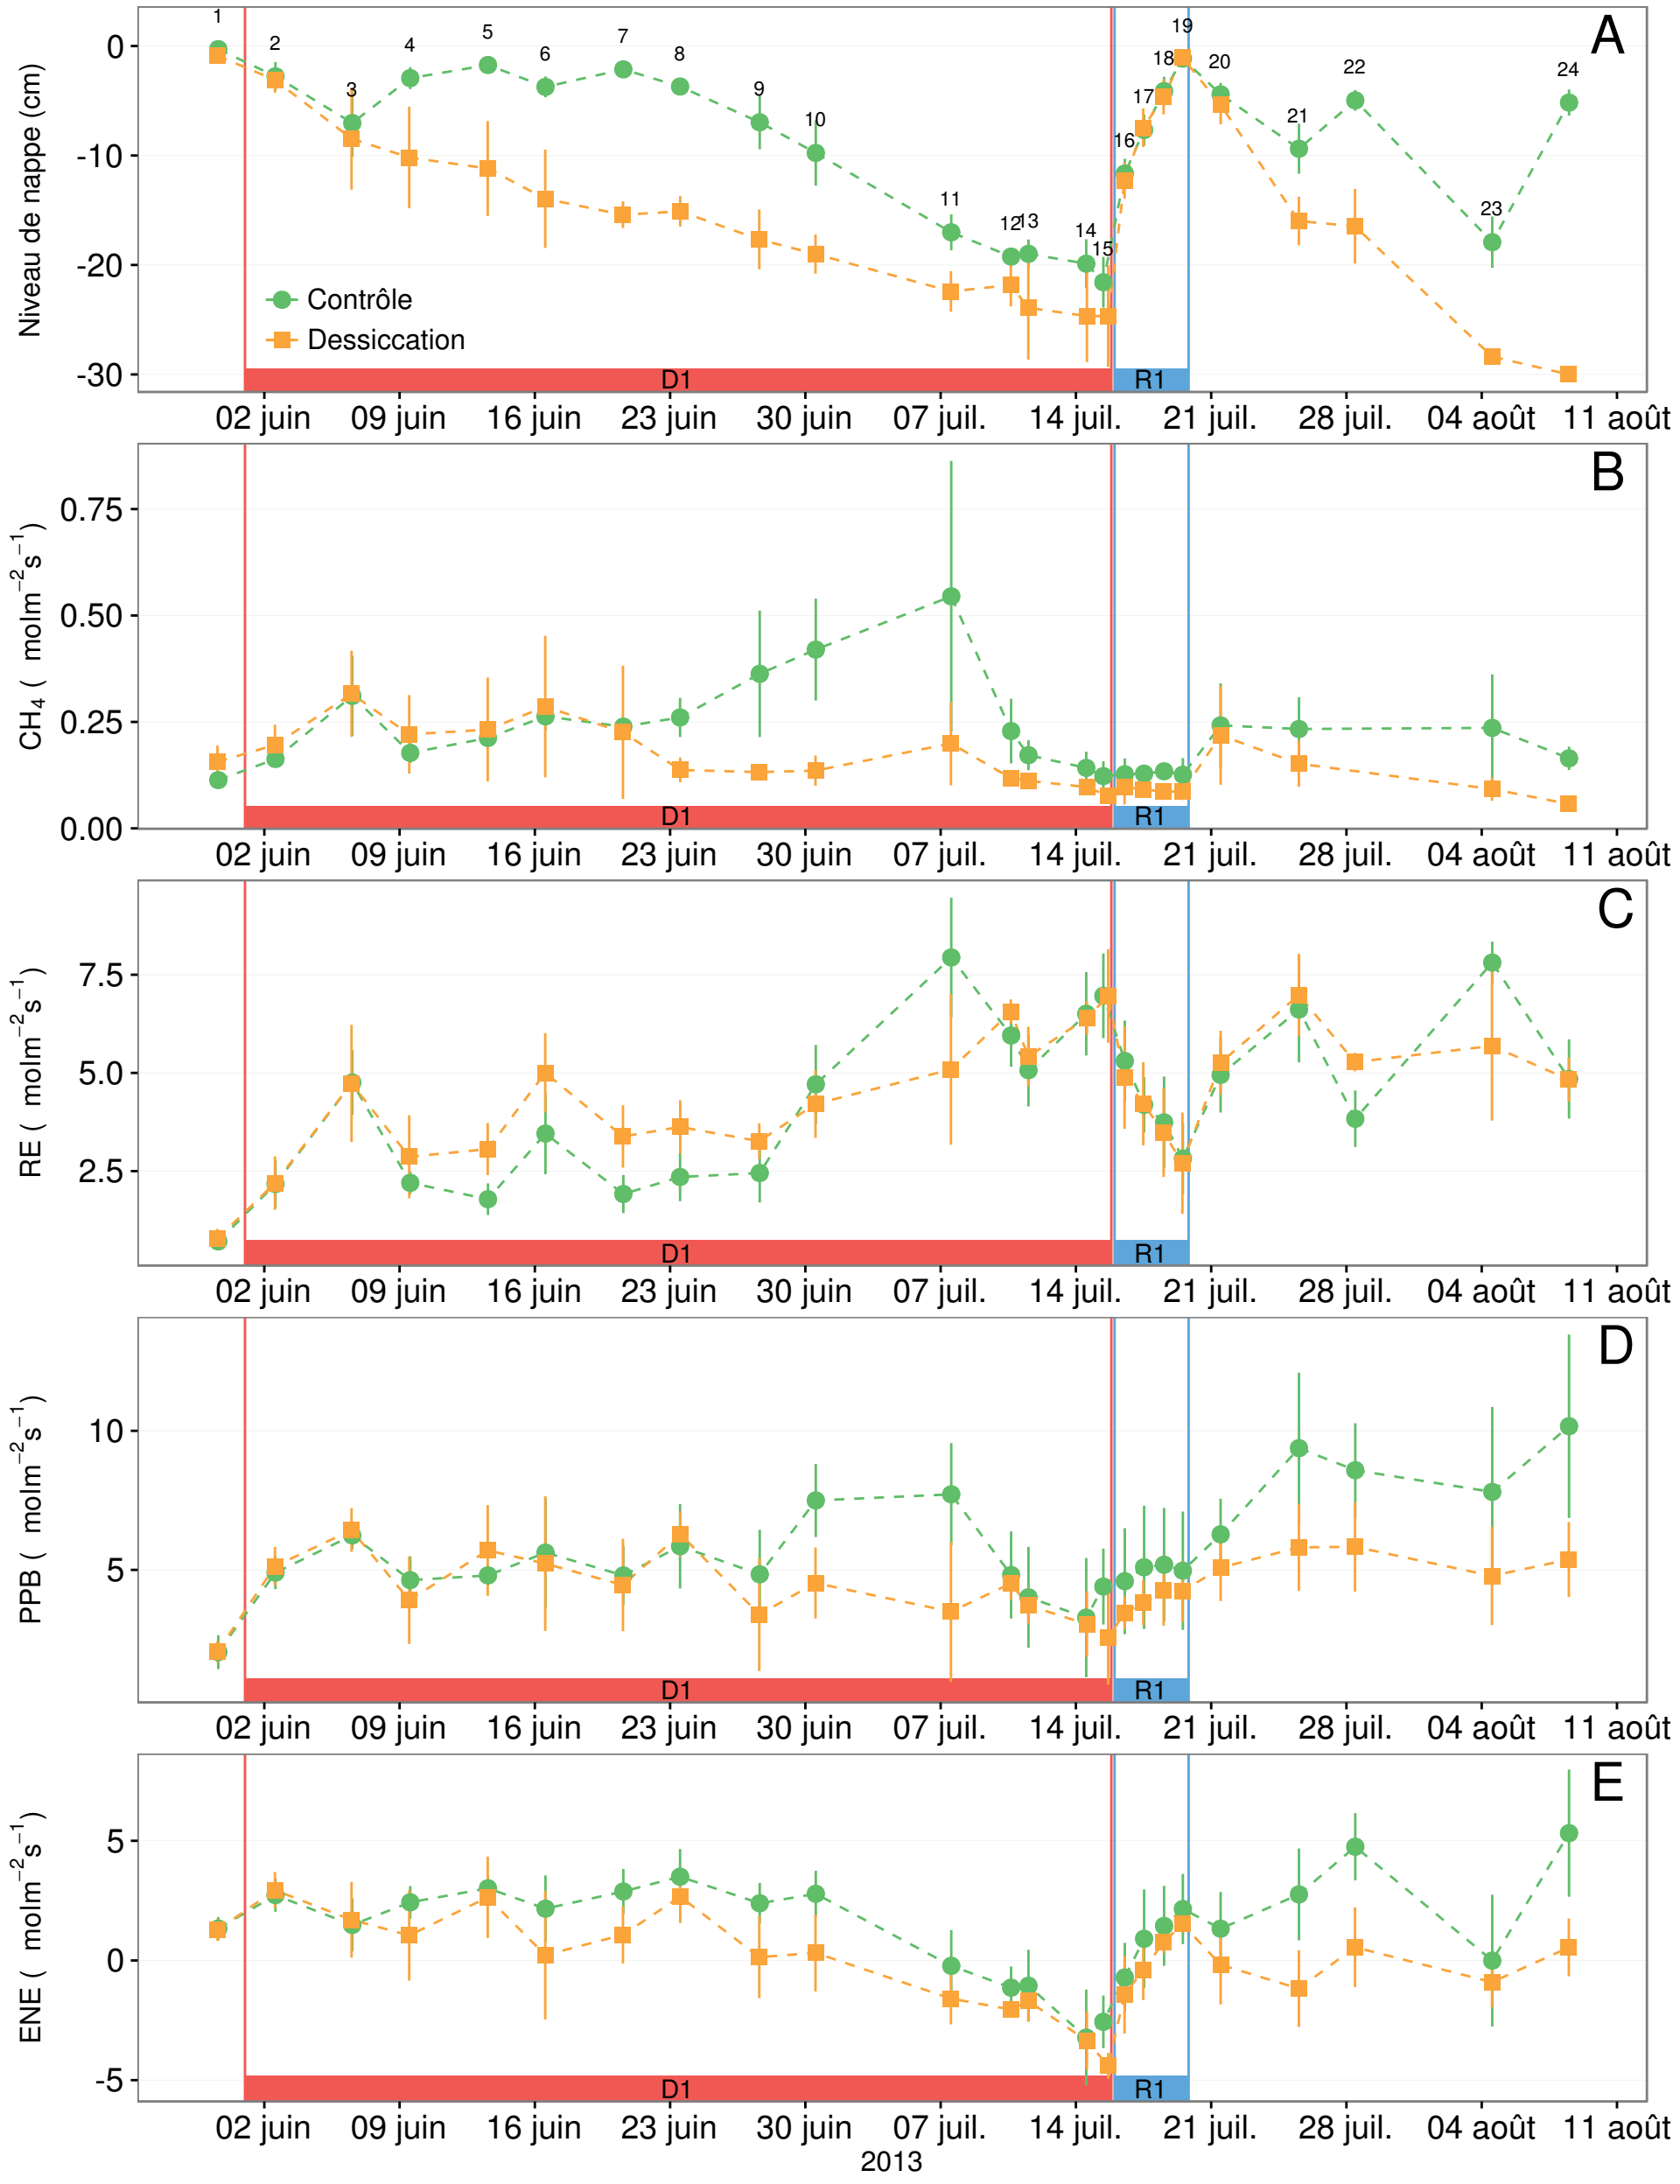 A
Niveau de nappe (cm)
0
-10
-20
-30
1 2 3 4 5 6 7 8 9 10 11 12 13 14 15 16 17 18 19 20 21 22 23 24
Contrôle
Dessiccation
D1 R1
02 juin 09 juin 16 juin 23 juin 30 juin 07 juil. 14 juil. 21 juil. 28 juil. 04 août 11 août
B
CH4 ( molm−2s−1)
0.75
0.50
0.25
0.00
D1 R1
02 juin 09 juin 16 juin 23 juin 30 juin 07 juil. 14 juil. 21 juil. 28 juil. 04 août 11 août
C
RE ( molm−2s−1)
7.5
5.0
2.5
D1 R1
02 juin 09 juin 16 juin 23 juin 30 juin 07 juil. 14 juil. 21 juil. 28 juil. 04 août 11 août
D
PPB ( molm−2s−1)
10
5
D1 R1
02 juin 09 juin 16 juin 23 juin 30 juin 07 juil. 14 juil. 21 juil. 28 juil. 04 août 11 août
E
ENE ( molm−2s−1)
5
0
-5
D1 R1
02 juin 09 juin 16 juin 23 juin 30 juin 07 juil. 14 juil. 21 juil. 28 juil. 04 août 11 août
2013